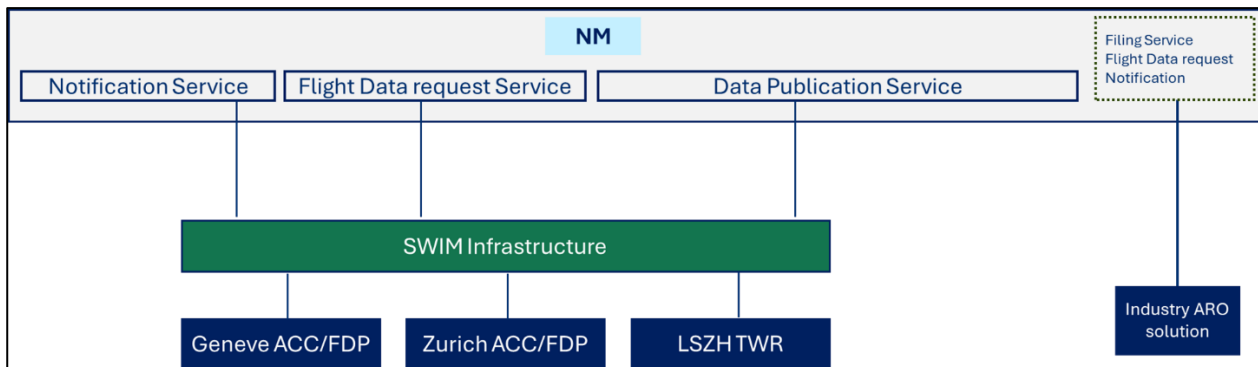 NM
Filing Service
Flight Data request
Notification
Notification Service
Flight Data request Service
Data Publication Service
SWIM Infrastructure
Geneve ACC/FDP
Zurich ACC/FDP
LSZH TWR
Industry ARO
solution